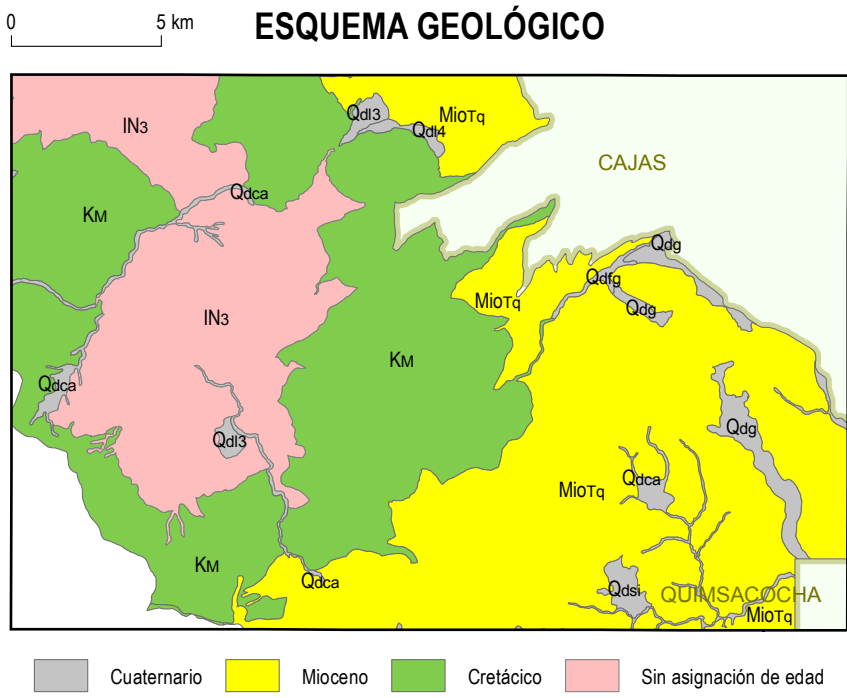 0 5 km
ESQUEMA GEOLÓGICO
IN3
Qdl3
Qdl4
MioTq
CAJAS
Qdca
KM
Qdg
Qdfg
MioTq
Qdg
IN3
KM
Qdca
Qdl3
Qdg
Qdca
MioTq
KM
Qdca
Qdsi
QUIMSACOCHA
MioTq
Cuaternario Mioceno Cretácico Sin asignación de edad